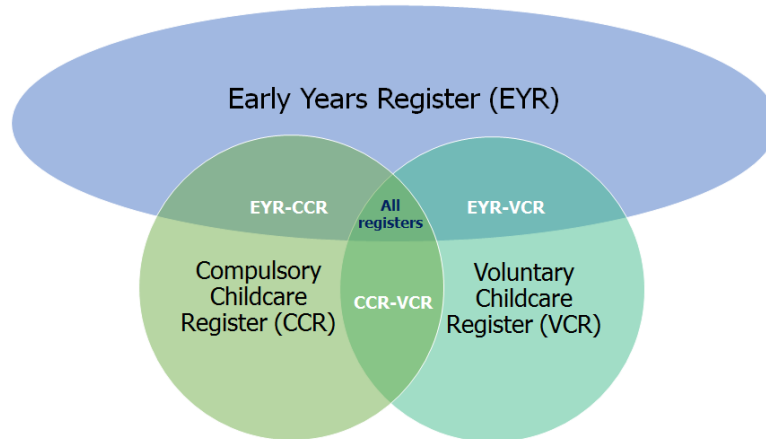 Early Years Register (EYR)
EYR-CCR
All
registers
EYR-VCR
Compulsory
Childcare
Register (CCR)
CCR-VCR
Voluntary
Childcare
Register (VCR)